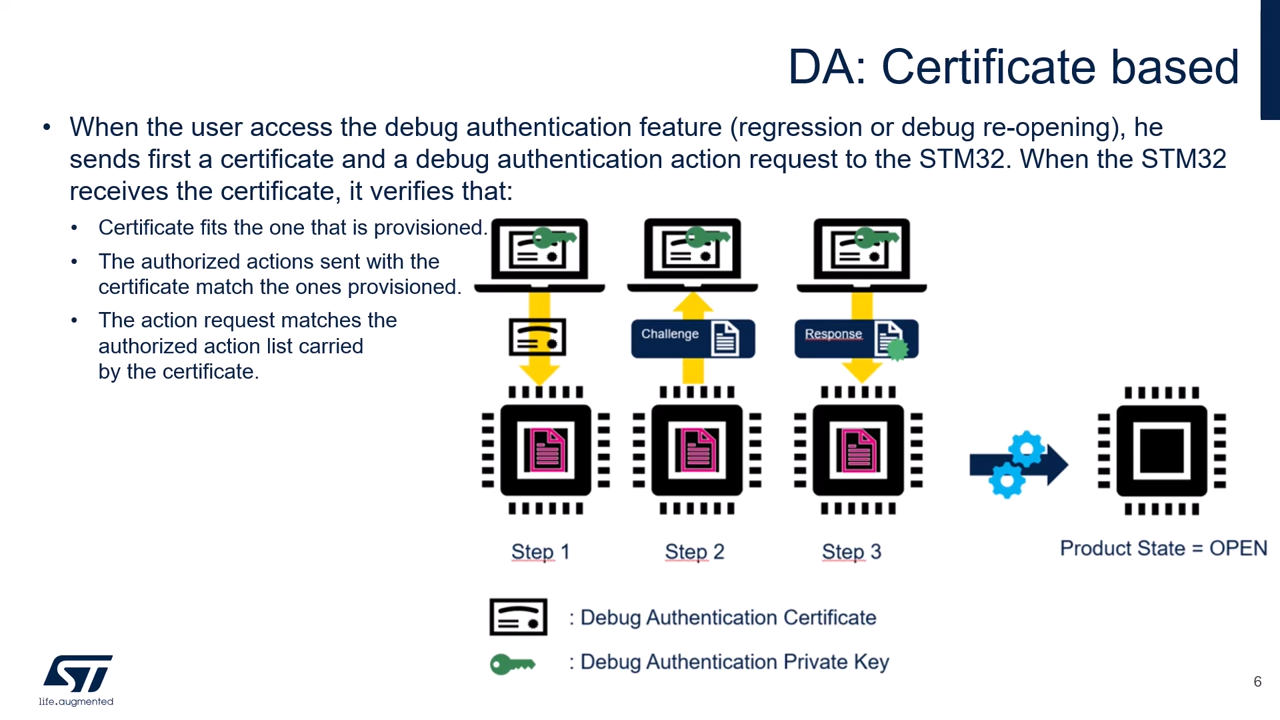 DA: Certificate based
• When the user access the debug authentication feature (regression or debug re-opening), he
sends first a certificate and a debug authentication action request to the STM32. When the STM32
receives the certificate, it verifies that:
• Certificate fits the one that is provisioned.
• The authorized actions sent with the
certificate match the ones provisioned.
• The action request matches the
authorized action list carried
by the certificate.
Challenge
Response
Step 1
Step 2
Step 3
Product State = OPEN
: Debug Authentication Certificate
: Debug Authentication Private Key
ST
life.augmented
6